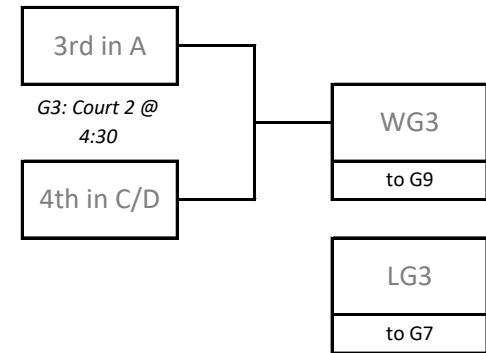 3rd in A
G3: Court 2 @
4:30
4th in C/D
WG3
to G9
LG3
to G7